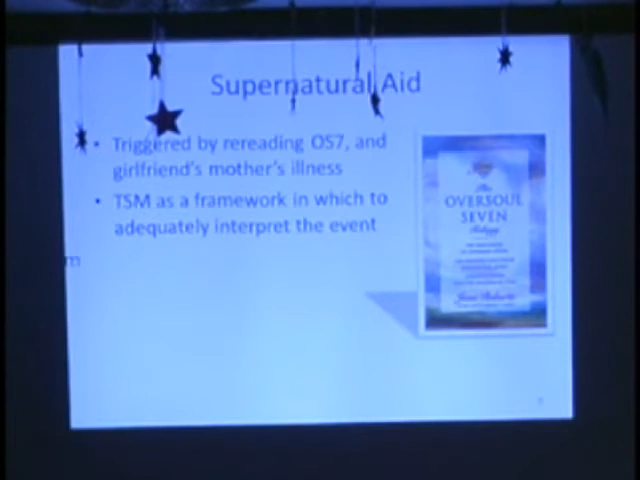 Supernatural Aid
• Triggered by rereading OS7, and
girlfriend's mother's illness
• TSM as a framework in which to
adequately interpret the event
m
The
OVERSOUL
SEVEN
Trilogy
Jane Roberts